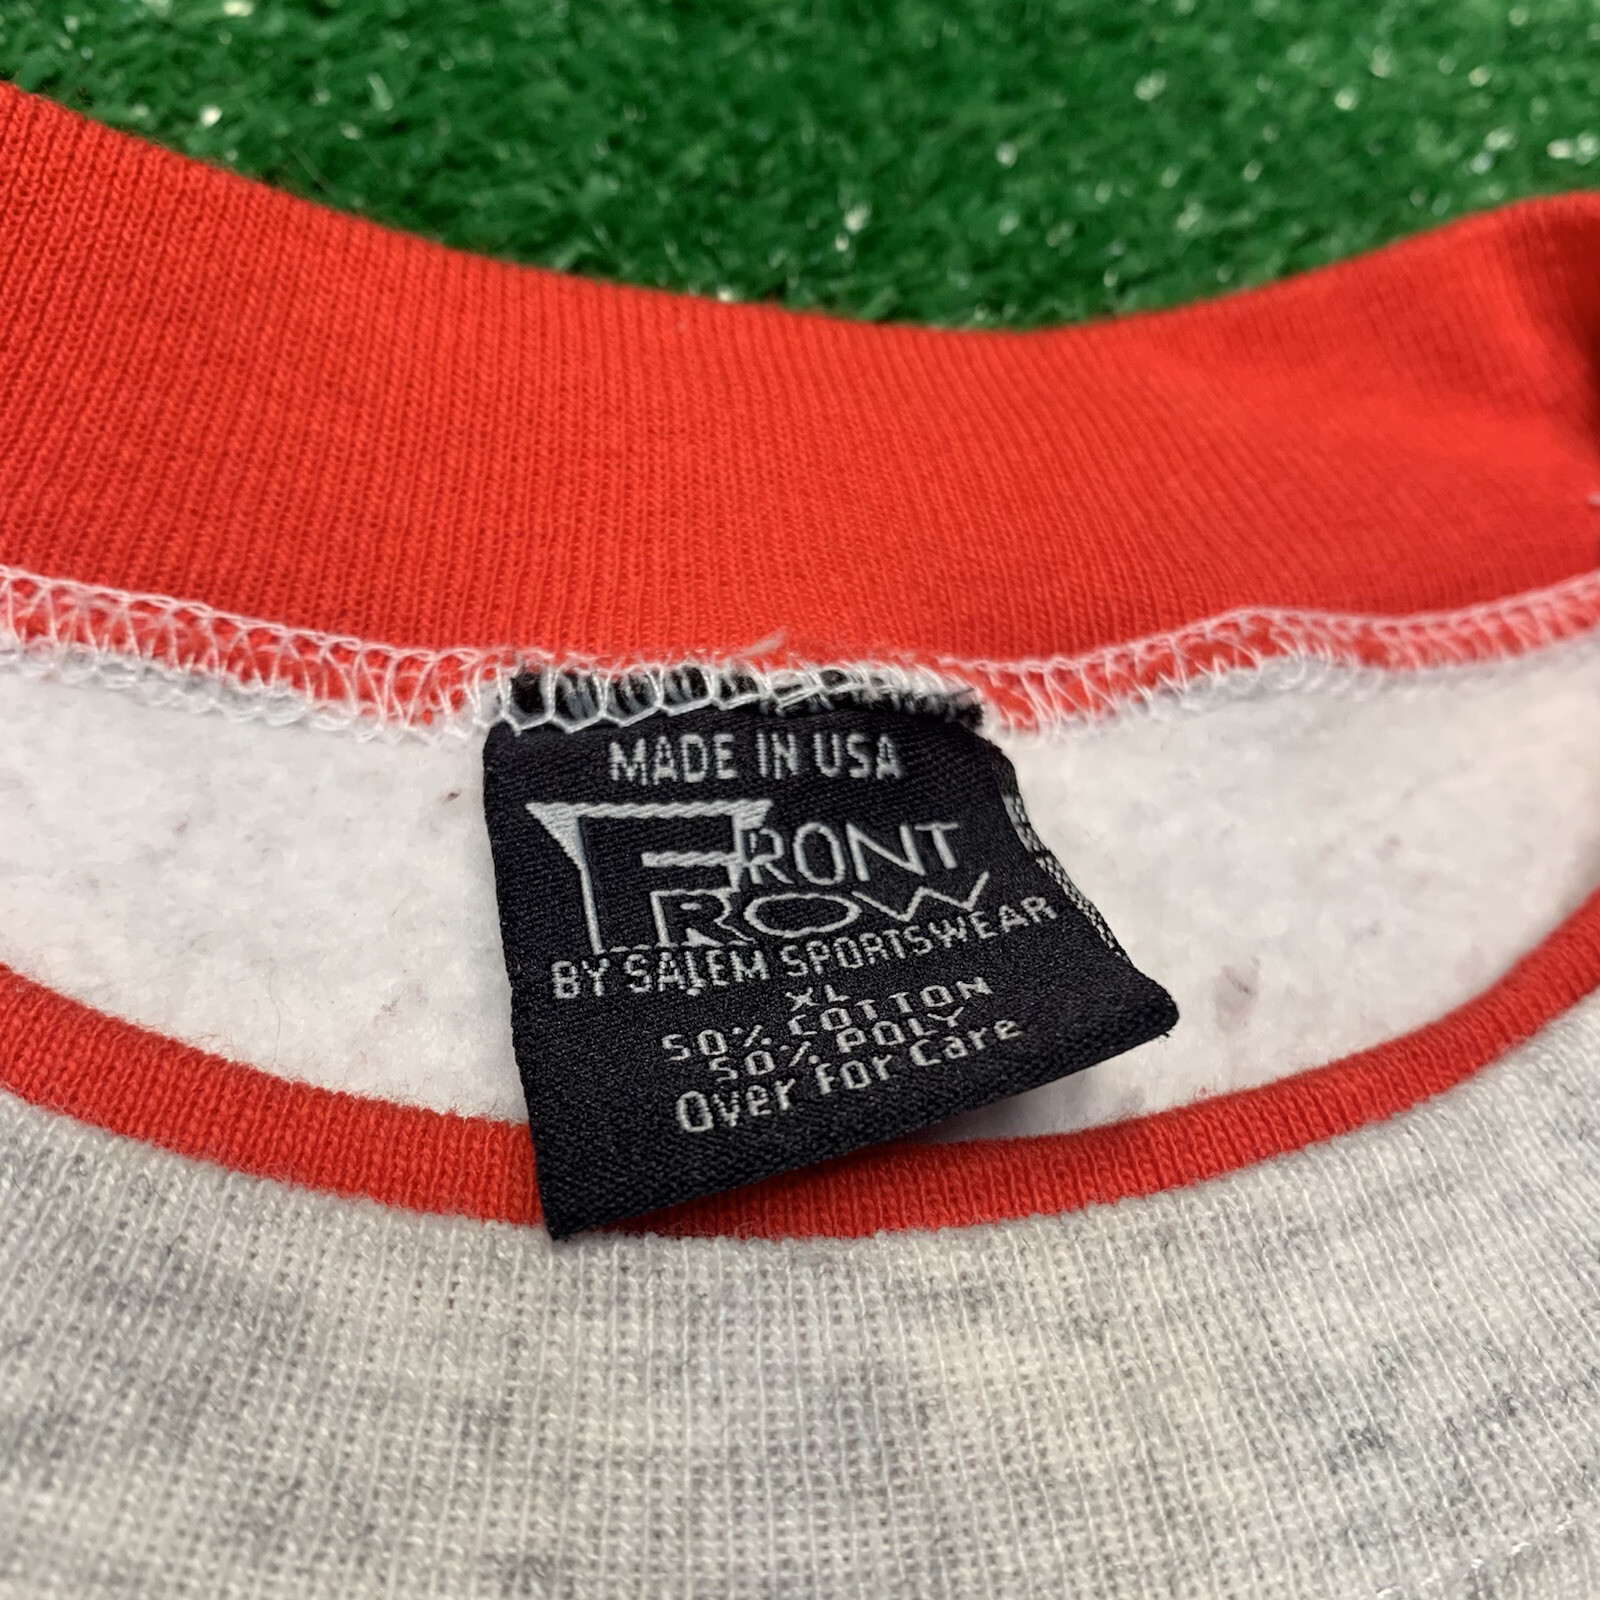 MADE IN USA
FRONT
ROW
BY SALEM SPORTSWEAR
XL
50% COTTON
50% POLY
Over For Care